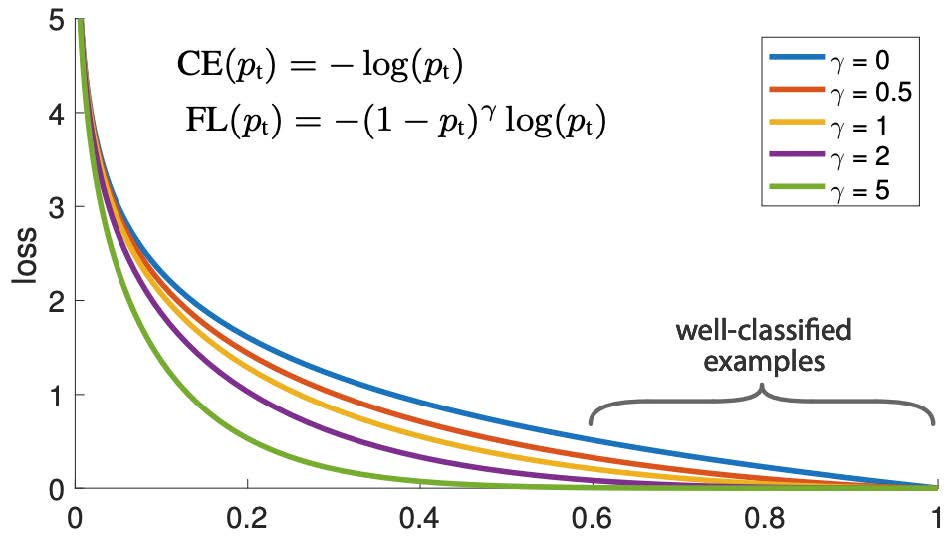 5
CE(pt) = − log(pt)
FL(pt) = −(1 − pt)^γ log(pt)
γ = 0
γ = 0.5
γ = 1
γ = 2
γ = 5
4
3
loss
2
well-classified
examples
1
0
0 0.2 0.4 0.6 0.8 1